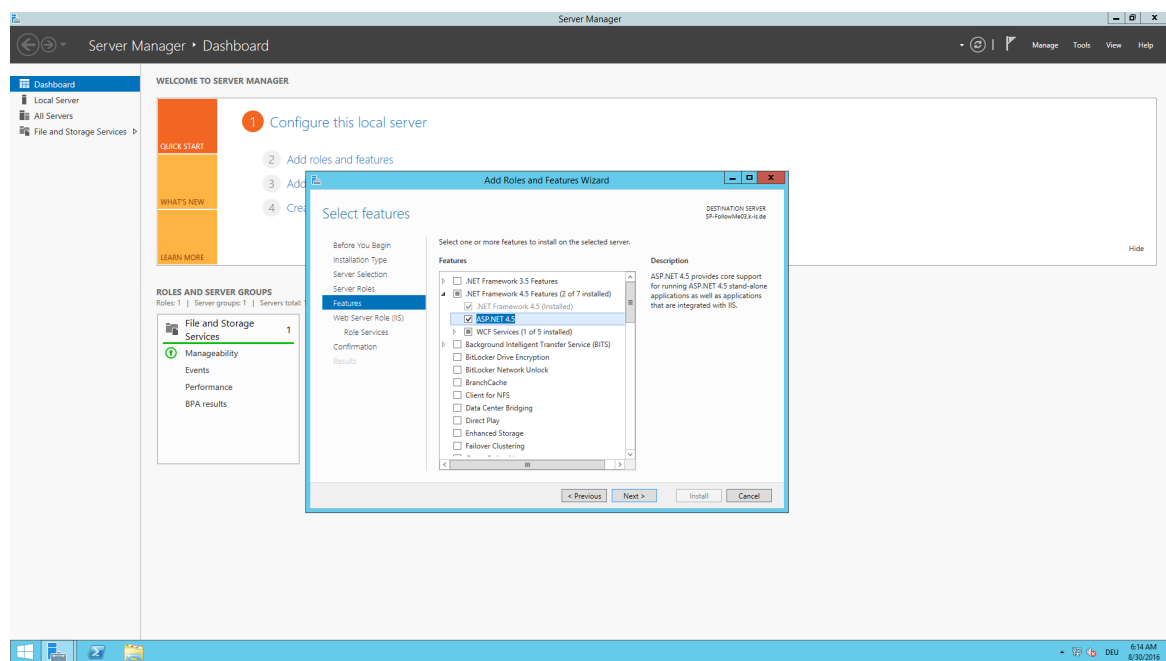 Server Manager
Server Manager • Dashboard
Manage Tools View Help
Dashboard
Local Server
All Servers
File and Storage Services
WELCOME TO SERVER MANAGER
QUICK START
WHAT'S NEW
LEARN MORE
1 Configure this local server
2 Add roles and features
3 Add
4 Crea
Hide
ROLES AND SERVER GROUPS
Roles: 1 | Server groups: 1 | Servers total: 1
File and Storage
Services
1
Manageability
Events
Performance
BPA results
Add Roles and Features Wizard
Select features
DESTINATION SERVER
SP-FollowMe03.k-is.de
Before You Begin
Installation Type
Server Selection
Server Roles
Features
Web Server Role (IIS)
Role Services
Confirmation
Results
Select one or more features to install on the selected server.
Features
.NET Framework 3.5 Features
.NET Framework 4.5 Features (2 of 7 installed)
.NET Framework 4.5 (Installed)
ASP.NET 4.5
WCF Services (1 of 5 installed)
Background Intelligent Transfer Service (BITS)
BitLocker Drive Encryption
BitLocker Network Unlock
BranchCache
Client for NFS
Data Center Bridging
Direct Play
Enhanced Storage
Failover Clustering
Description
ASP.NET 4.5 provides core support
for running ASP.NET 4.5 stand-alone
applications as well as applications
that are integrated with IIS.
< Previous Next > Install Cancel
DEU
6:14 AM
8/30/2016